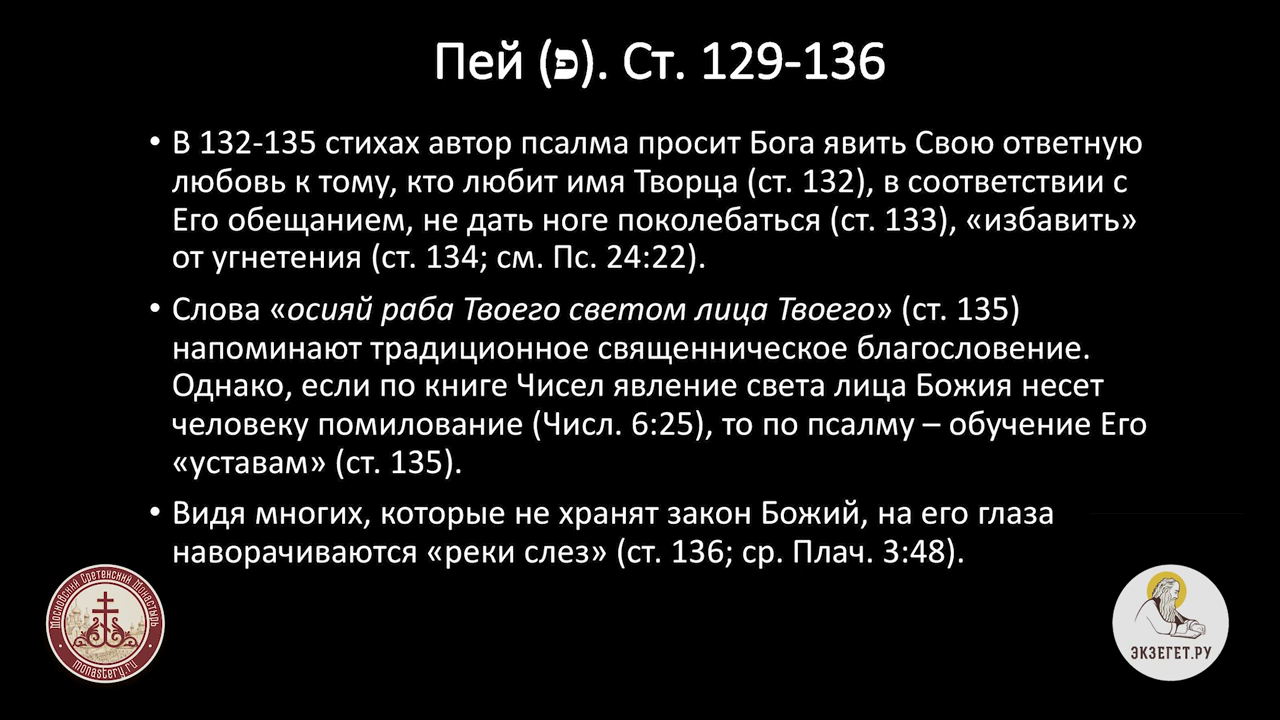 Пей (פ). Ст. 129-136
• В 132-135 стихах автор псалма просит Бога явить Свою ответную
любовь к тому, кто любит имя Творца (ст. 132), в соответствии с
Его обещанием, не дать ноге поколебаться (ст. 133), «избавить»
от угнетения (ст. 134; см. Пс. 24:22).
• Слова «осияй раба Твоего светом лица Твоего» (ст. 135)
напоминают традиционное священническое благословение.
Однако, если по книге Чисел явление света лица Божия несет
человеку помилование (Числ. 6:25), то по псалму – обучение Его
«уставам» (ст. 135).
• Видя многих, которые не хранят закон Божий, на его глаза
наворачиваются «реки слез» (ст. 136; ср. Плач. 3:48).
Московский Сретенский Монастырь
monastery.ru
ЭКЗЕГЕТ.РУ